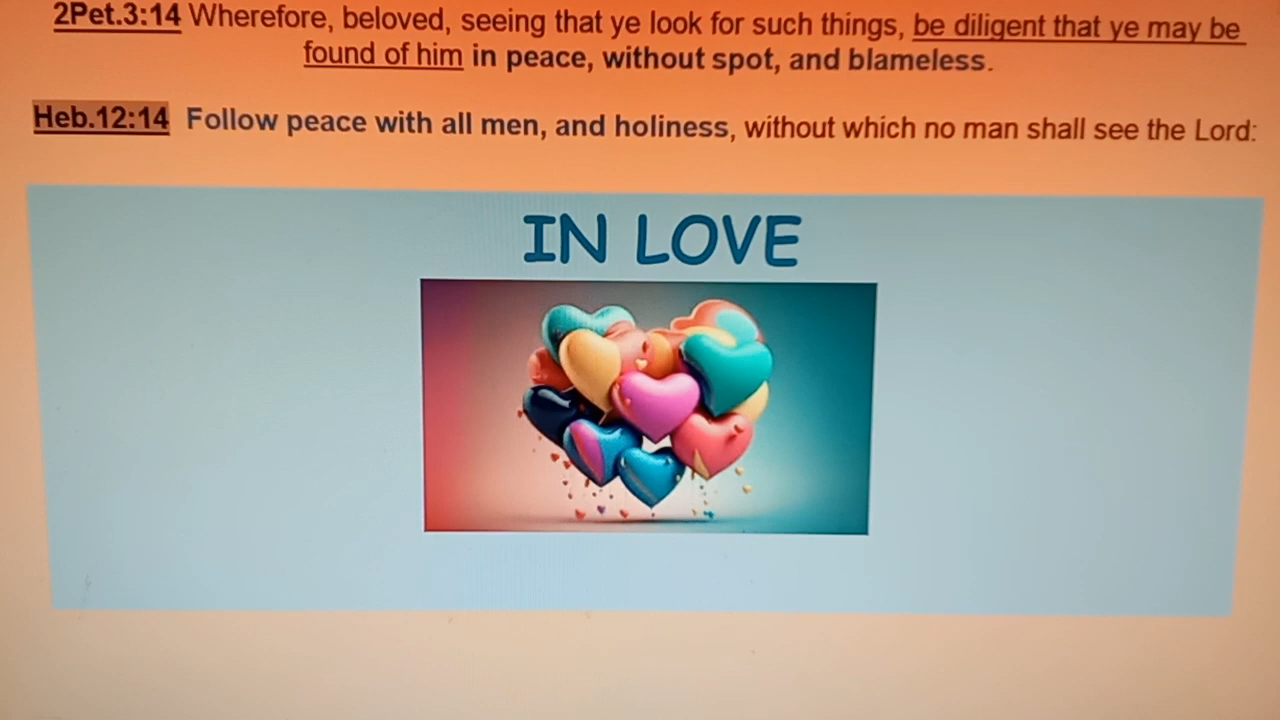 2Pet.3:14 Wherefore, beloved, seeing that ye look for such things, be diligent that ye may be
found of him in peace, without spot, and blameless.
Heb.12:14 Follow peace with all men, and holiness, without which no man shall see the Lord:
IN LOVE